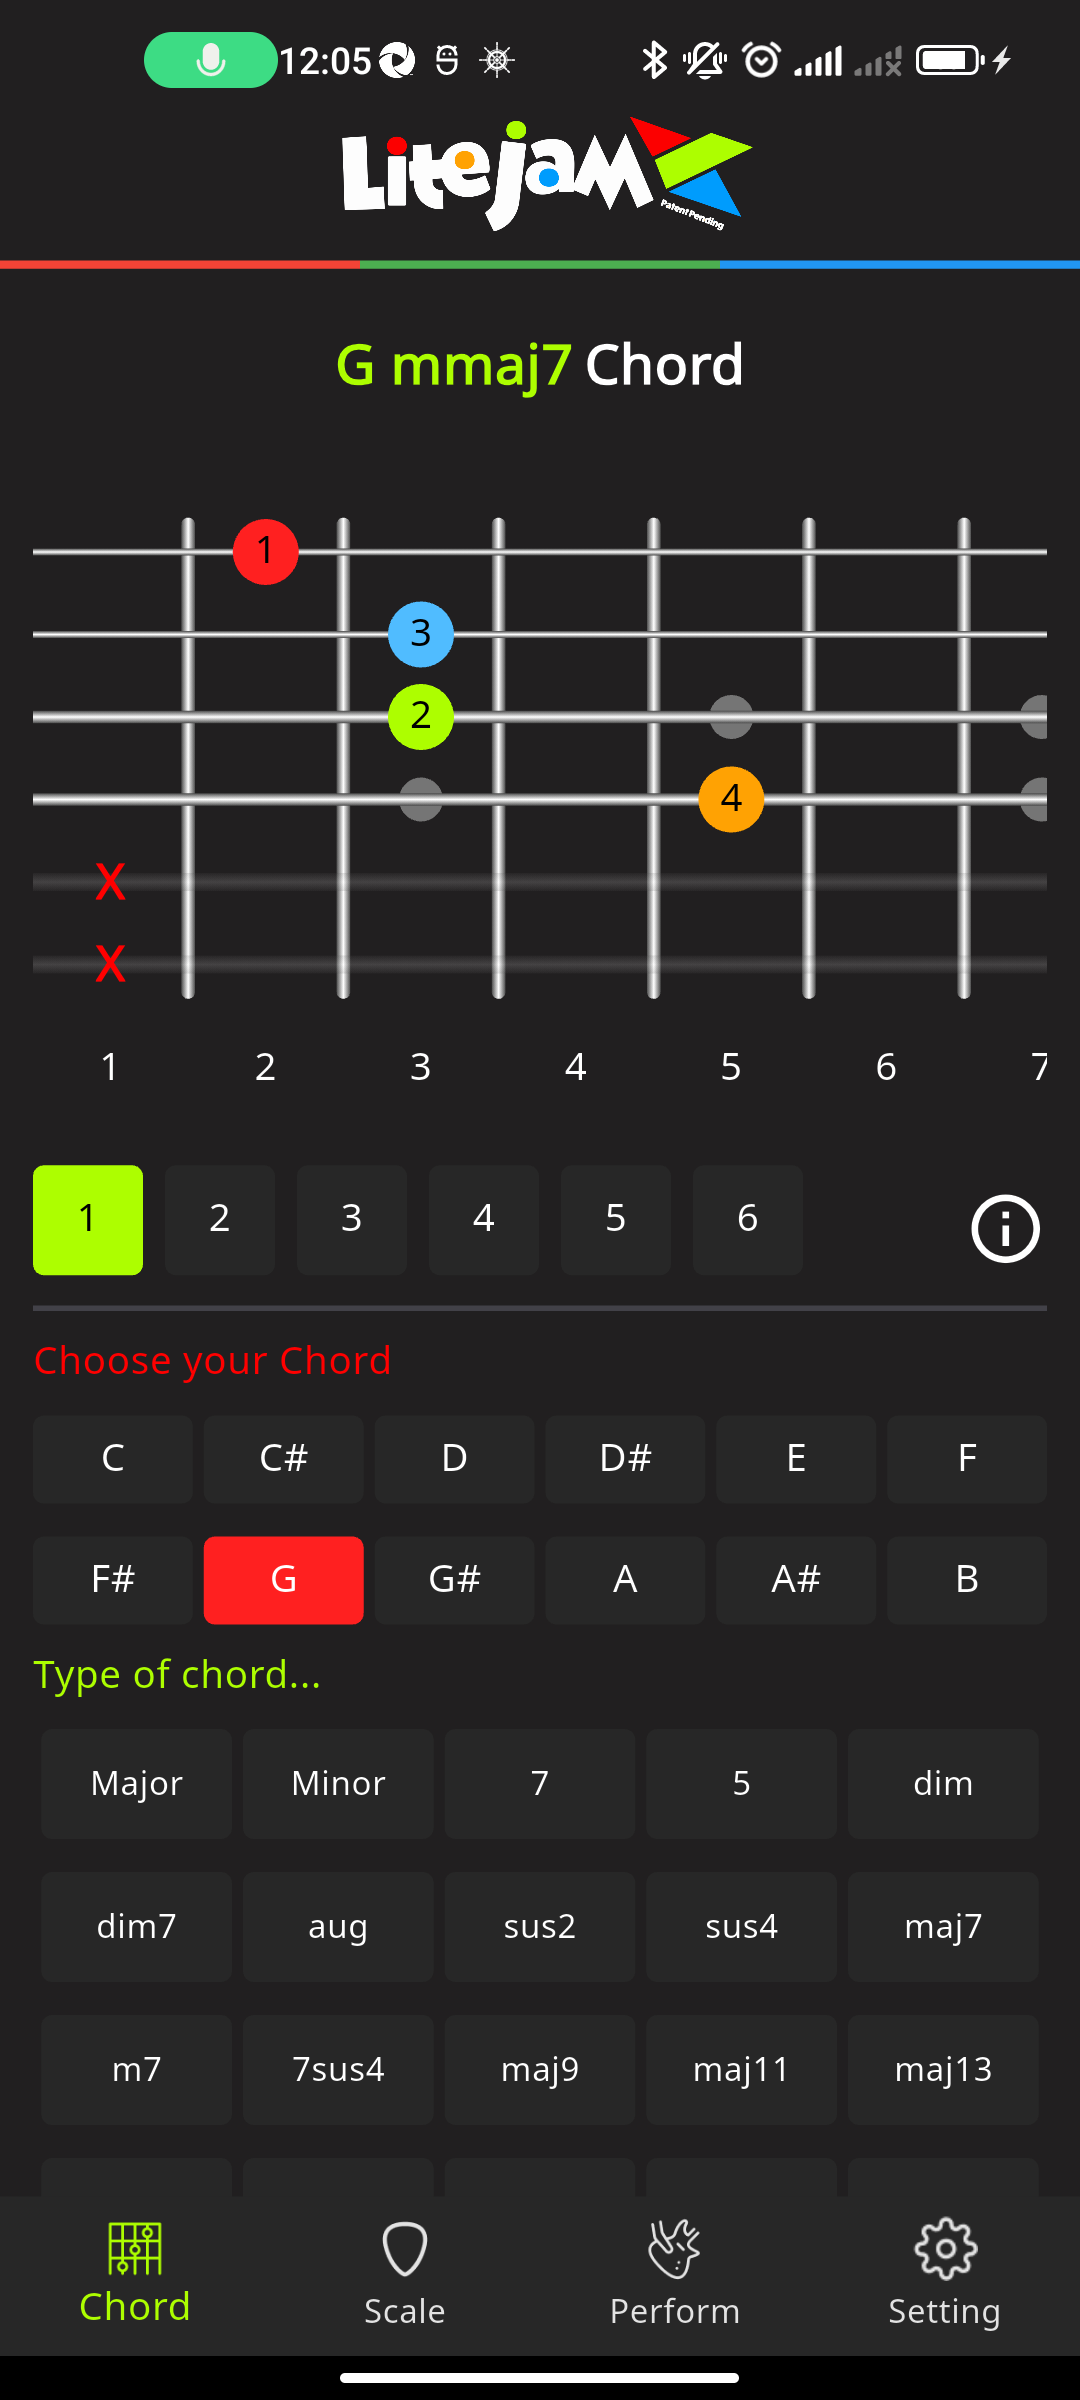 12:05
Litejam
Patent Pending
G mmaj7 Chord
1
3
2
4
X
X
1 2 3 4 5 6 7
1 2 3 4 5 6
Choose your Chord
C C# D D# E F
F# G G# A A# B
Type of chord...
Major Minor 7 5 dim
dim7 aug sus2 sus4 maj7
m7 7sus4 maj9 maj11 maj13
Chord Scale Perform Setting